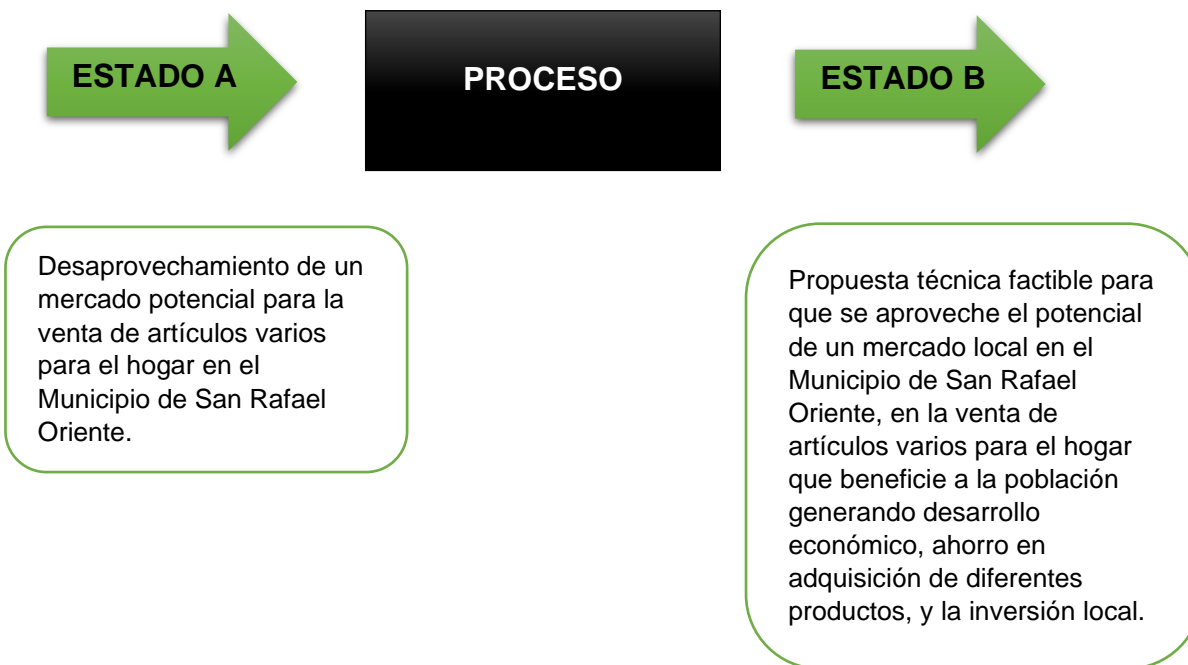 ESTADO A
PROCESO
ESTADO B
Desaprovechamiento de un
mercado potencial para la
venta de artículos varios
para el hogar en el
Municipio de San Rafael
Oriente.
Propuesta técnica factible para
que se aproveche el potencial
de un mercado local en el
Municipio de San Rafael
Oriente, en la venta de
artículos varios para el hogar
que beneficie a la población
generando desarrollo
económico, ahorro en
adquisición de diferentes
productos, y la inversión local.